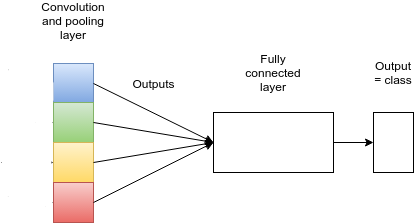 Convolution
and pooling
layer
Outputs
Fully
connected
layer
Output
= class